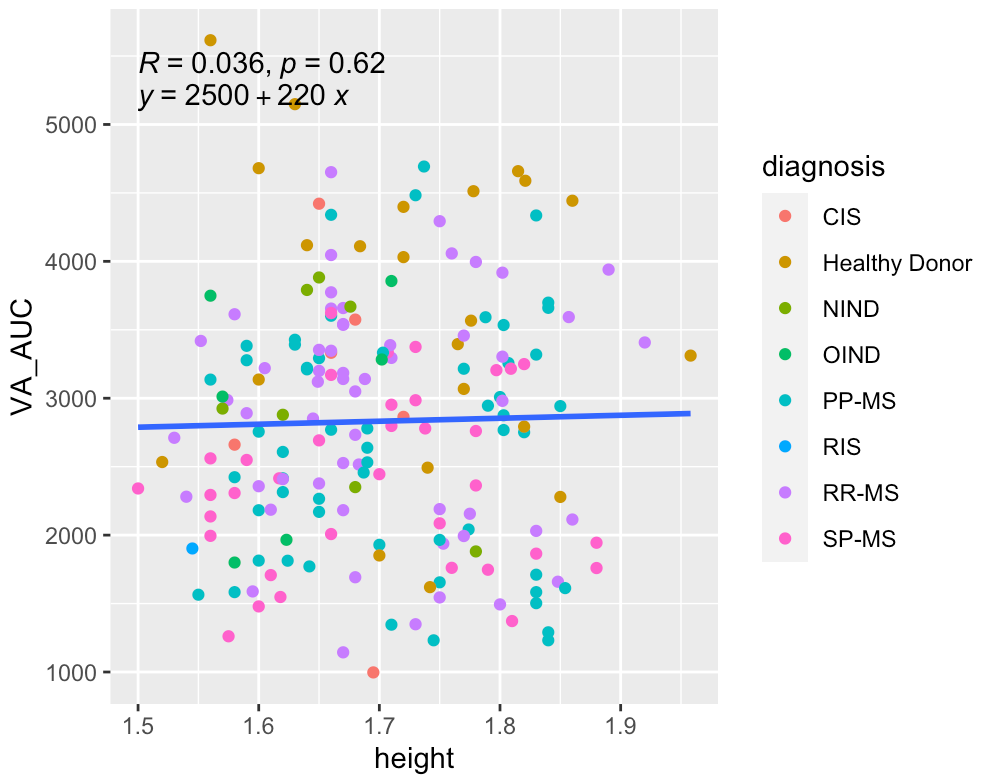 R = 0.036, p = 0.62
y = 2500 + 220 x
5000
4000
3000
2000
1000
VA_AUC
1.5 1.6 1.7 1.8 1.9
height
diagnosis
CIS
Healthy Donor
NIND
OIND
PP-MS
RIS
RR-MS
SP-MS